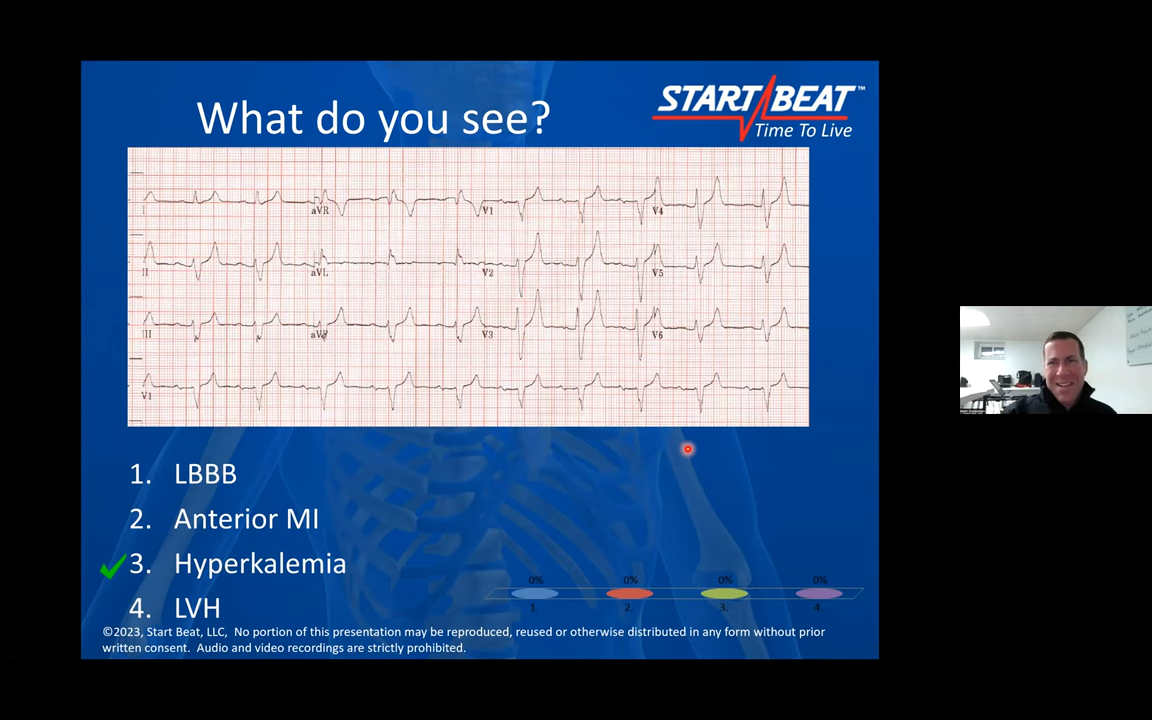 What do you see?
START BEAT™
Time To Live
I
aVR
V1
V4
II
aVL
V2
V5
III
aVF
V3
V6
V1
1. LBBB
2. Anterior MI
3. Hyperkalemia
4. LVH
0% 0% 0% 0%
1. 2. 3. 4.
©2023, Start Beat, LLC, No portion of this presentation may be reproduced, reused or otherwise distributed in any form without prior
written consent. Audio and video recordings are strictly prohibited.